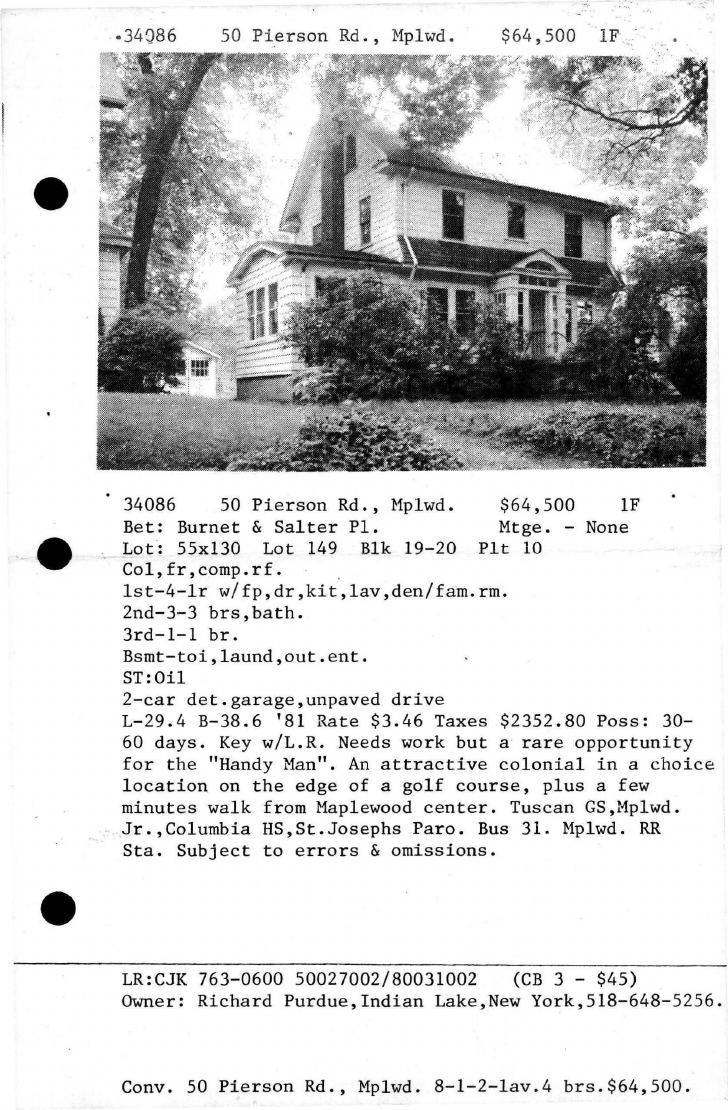 34086 50 Pierson Rd., Mplwd. $64,500 1F
34086 50 Pierson Rd., Mplwd. $64,500 1F
Bet: Burnet & Salter Pl. Mtge. - None
Lot: 55x130 Lot 149 Blk 19-20 Plt 10
Col,fr,comp.rf.
1st-4-lr w/fp,dr,kit,lav,den/fam.rm.
2nd-3-3 brs,bath.
3rd-1-1 br.
Bsmt-toi,laund,out.ent.
ST:Oil
2-car det.garage,unpaved drive
L-29.4 B-38.6 '81 Rate $3.46 Taxes $2352.80 Poss: 30-
60 days. Key w/L.R. Needs work but a rare opportunity
for the "Handy Man". An attractive colonial in a choice
location on the edge of a golf course, plus a few
minutes walk from Maplewood center. Tuscan GS,Mplwd.
Jr.,Columbia HS,St.Josephs Paro. Bus 31. Mplwd. RR
Sta. Subject to errors & omissions.
LR:CJK 763-0600 50027002/80031002 (CB 3 - $45)
Owner: Richard Purdue,Indian Lake,New York,518-648-5256.
Conv. 50 Pierson Rd., Mplwd. 8-1-2-lav.4 brs.$64,500.